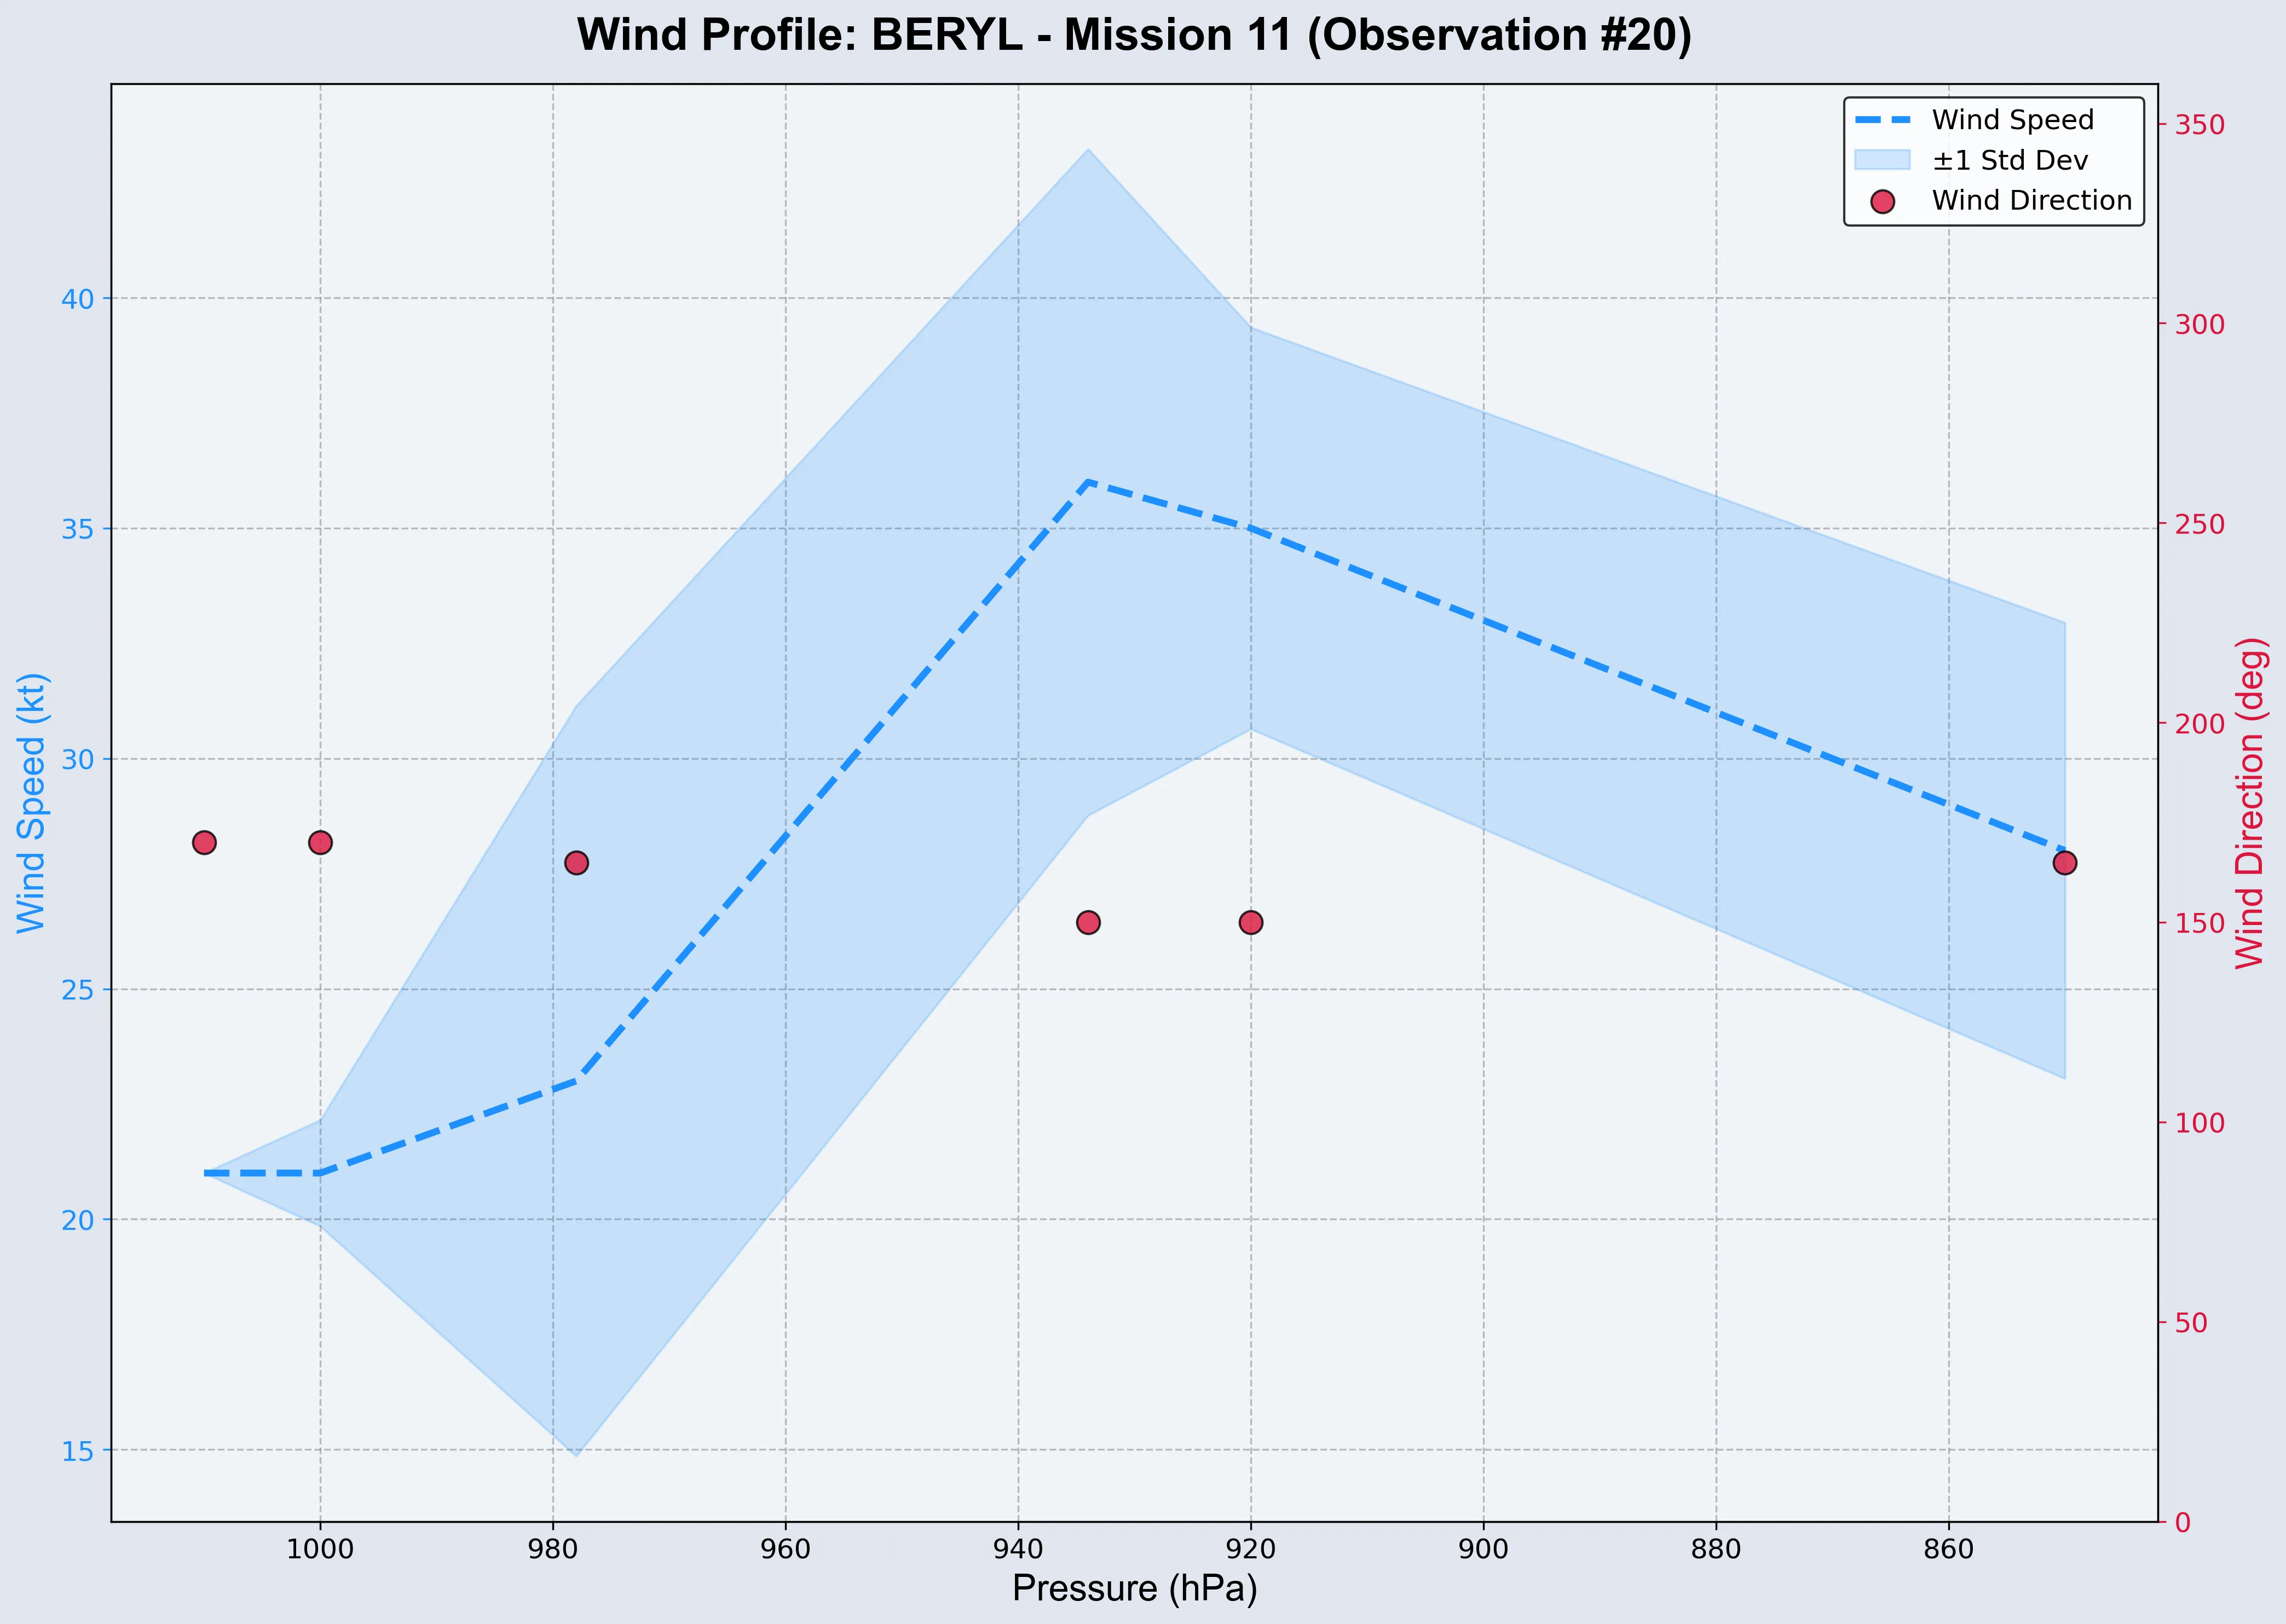 Wind Profile: BERYL - Mission 11 (Observation #20)
Wind Speed
±1 Std Dev
Wind Direction
40
35
30
25
20
15
Wind Speed (kt)
350
300
250
200
150
100
50
0
Wind Direction (deg)
1000 980 960 940 920 900 880 860
Pressure (hPa)